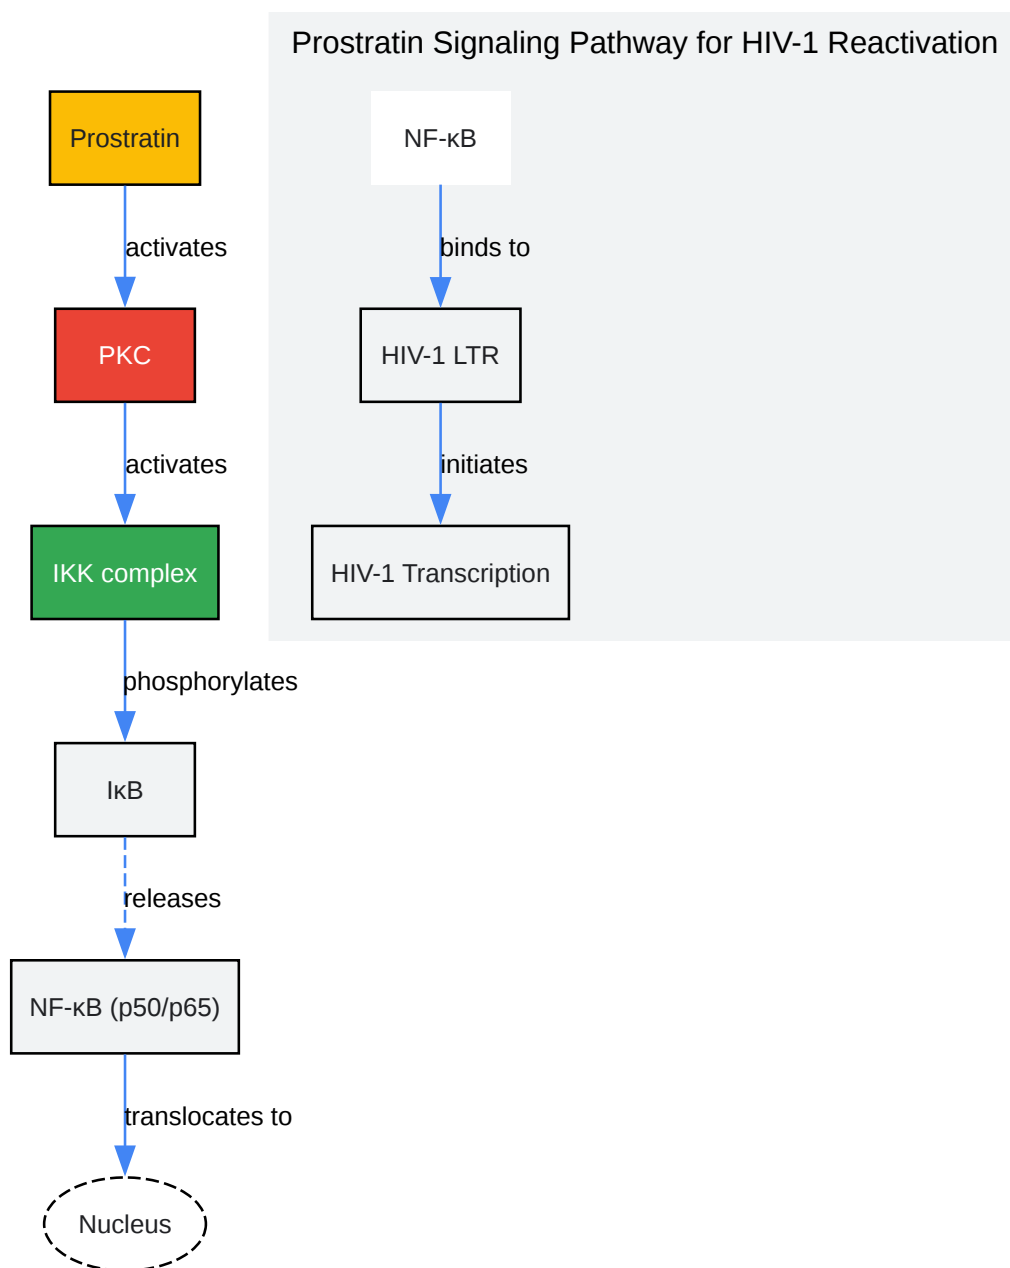 Prostratin Signaling Pathway for HIV-1 Reactivation
Prostratin
activates
PKC
activates
IKK complex
phosphorylates
IκB
releases
NF-κB (p50/p65)
translocates to
Nucleus
NF-κB
binds to
HIV-1 LTR
initiates
HIV-1 Transcription